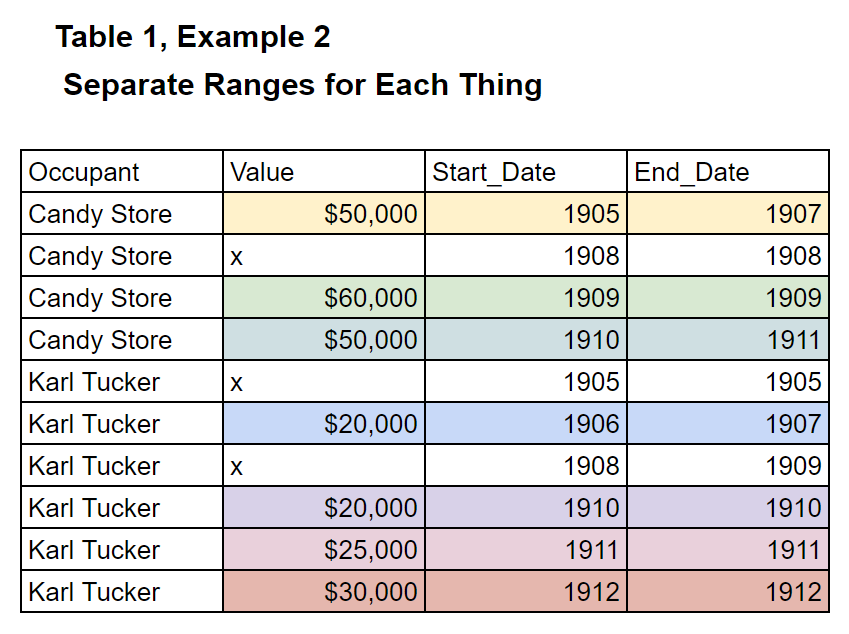 Table 1, Example 2
Separate Ranges for Each Thing
Occupant Value Start_Date End_Date
Candy Store $50,000 1905 1907
Candy Store x 1908 1908
Candy Store $60,000 1909 1909
Candy Store $50,000 1910 1911
Karl Tucker x 1905 1905
Karl Tucker $20,000 1906 1907
Karl Tucker x 1908 1909
Karl Tucker $20,000 1910 1910
Karl Tucker $25,000 1911 1911
Karl Tucker $30,000 1912 1912